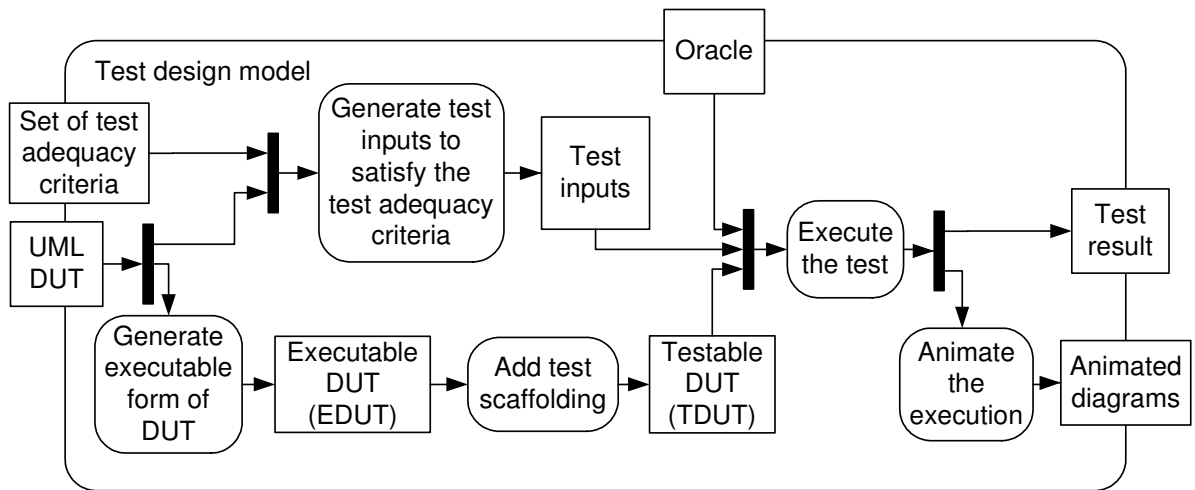 Oracle
Test design model
Set of test
adequacy
criteria
Generate test
inputs to
satisfy the
test adequacy
criteria
Test
inputs
UML
DUT
Execute
the test
Test
result
Generate
executable
form of
DUT
Executable
DUT
(EDUT)
Add test
scaffolding
Testable
DUT
(TDUT)
Animate
the
execution
Animated
diagrams